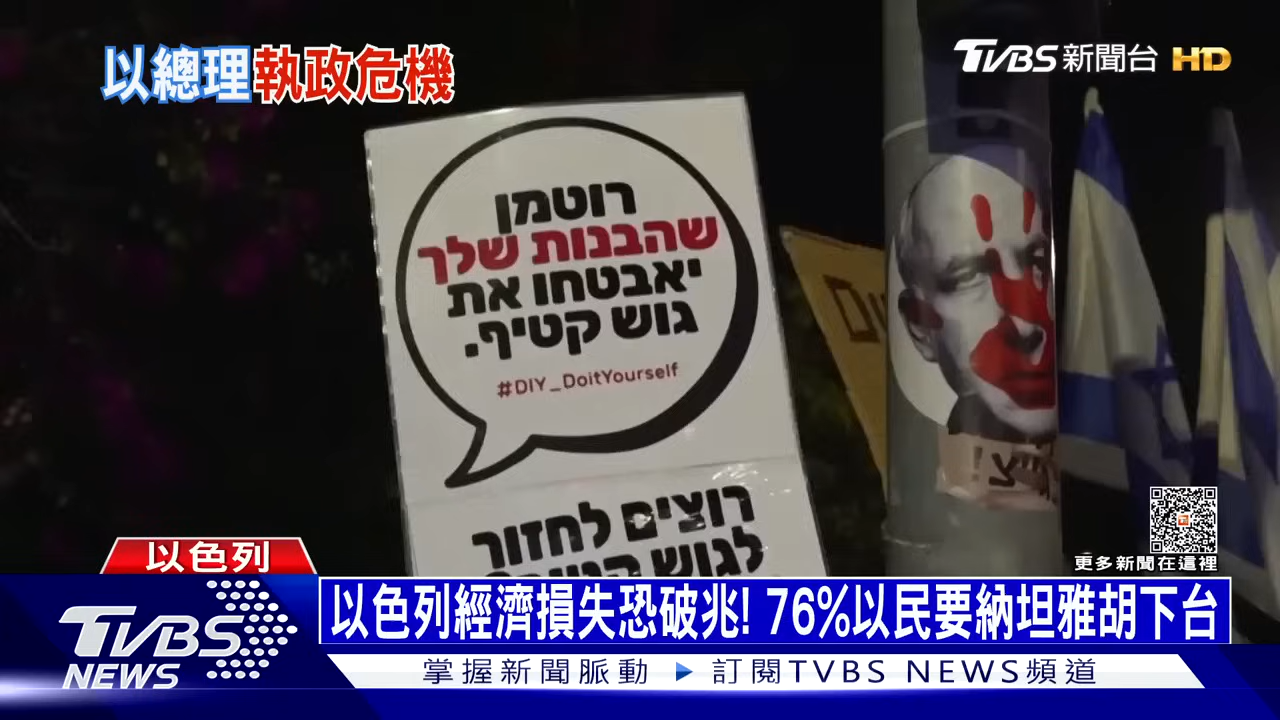 以總理執政危機
TVBS新聞台 HD
רוטמן
שהבנות שלך
יאבטחו את
גוש קטיף.
#DIY_DoitYourself
רוצים לחזור
לגוש
以色列
更多新聞在這裡
以色列經濟損失恐破兆! 76%以民要納坦雅胡下台
TVBS
NEWS
掌握新聞脈動 ▶ 訂閱TVBS NEWS頻道